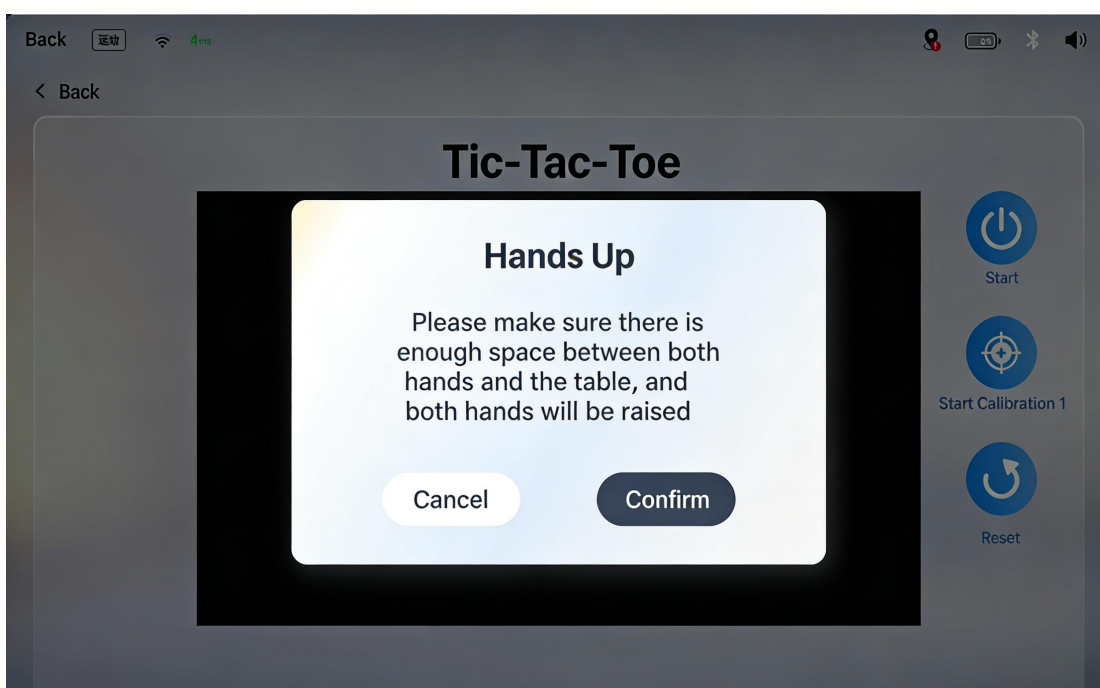 Back
运动
4ms
Back
Tic-Tac-Toe
Hands Up
Please make sure there is
enough space between both
hands and the table, and
both hands will be raised
Cancel
Confirm
Start
Start Calibration 1
Reset